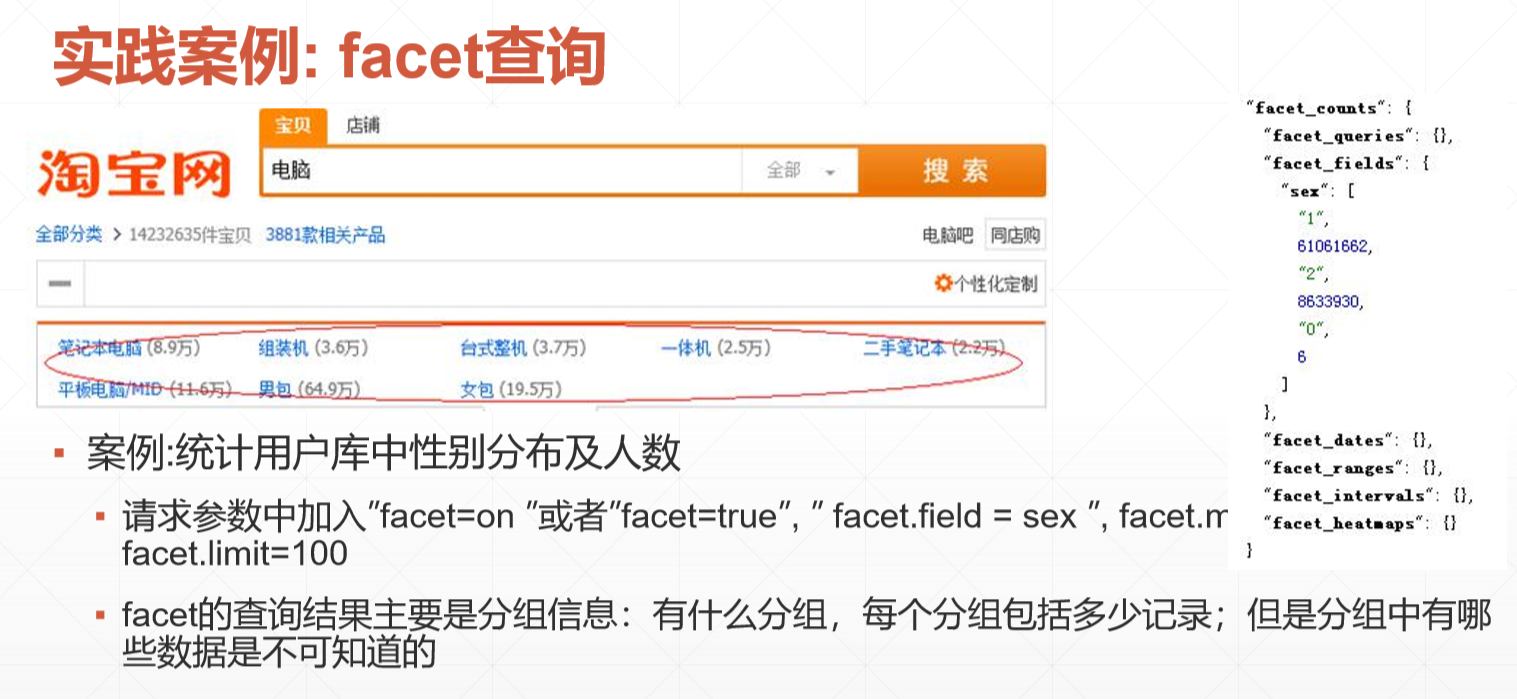 实践案例: facet查询
宝贝 店铺
淘宝网
电脑 全部 搜 索
全部分类 > 14232635件宝贝 3881款相关产品 电脑吧 同店购
个性化定制
笔记本电脑 (8.9万) 组装机 (3.6万) 台式整机 (3.7万) 一体机 (2.5万) 二手笔记本 (2.2万)
平板电脑/MID (11.6万) 男包 (64.9万) 女包 (19.5万)
"facet_counts": {
"facet_queries": {},
"facet_fields": {
"sex": [
"1",
61061662,
"2",
8633930,
"0",
6
]
},
"facet_dates": {},
"facet_ranges": {},
"facet_intervals": {},
"facet_heatmaps": {}
}
▪ 案例:统计用户库中性别分布及人数
▪ 请求参数中加入"facet=on "或者"facet=true", " facet.field = sex ", facet.m
facet.limit=100
▪ facet的查询结果主要是分组信息：有什么分组，每个分组包括多少记录；但是分组中有哪
些数据是不可知道的